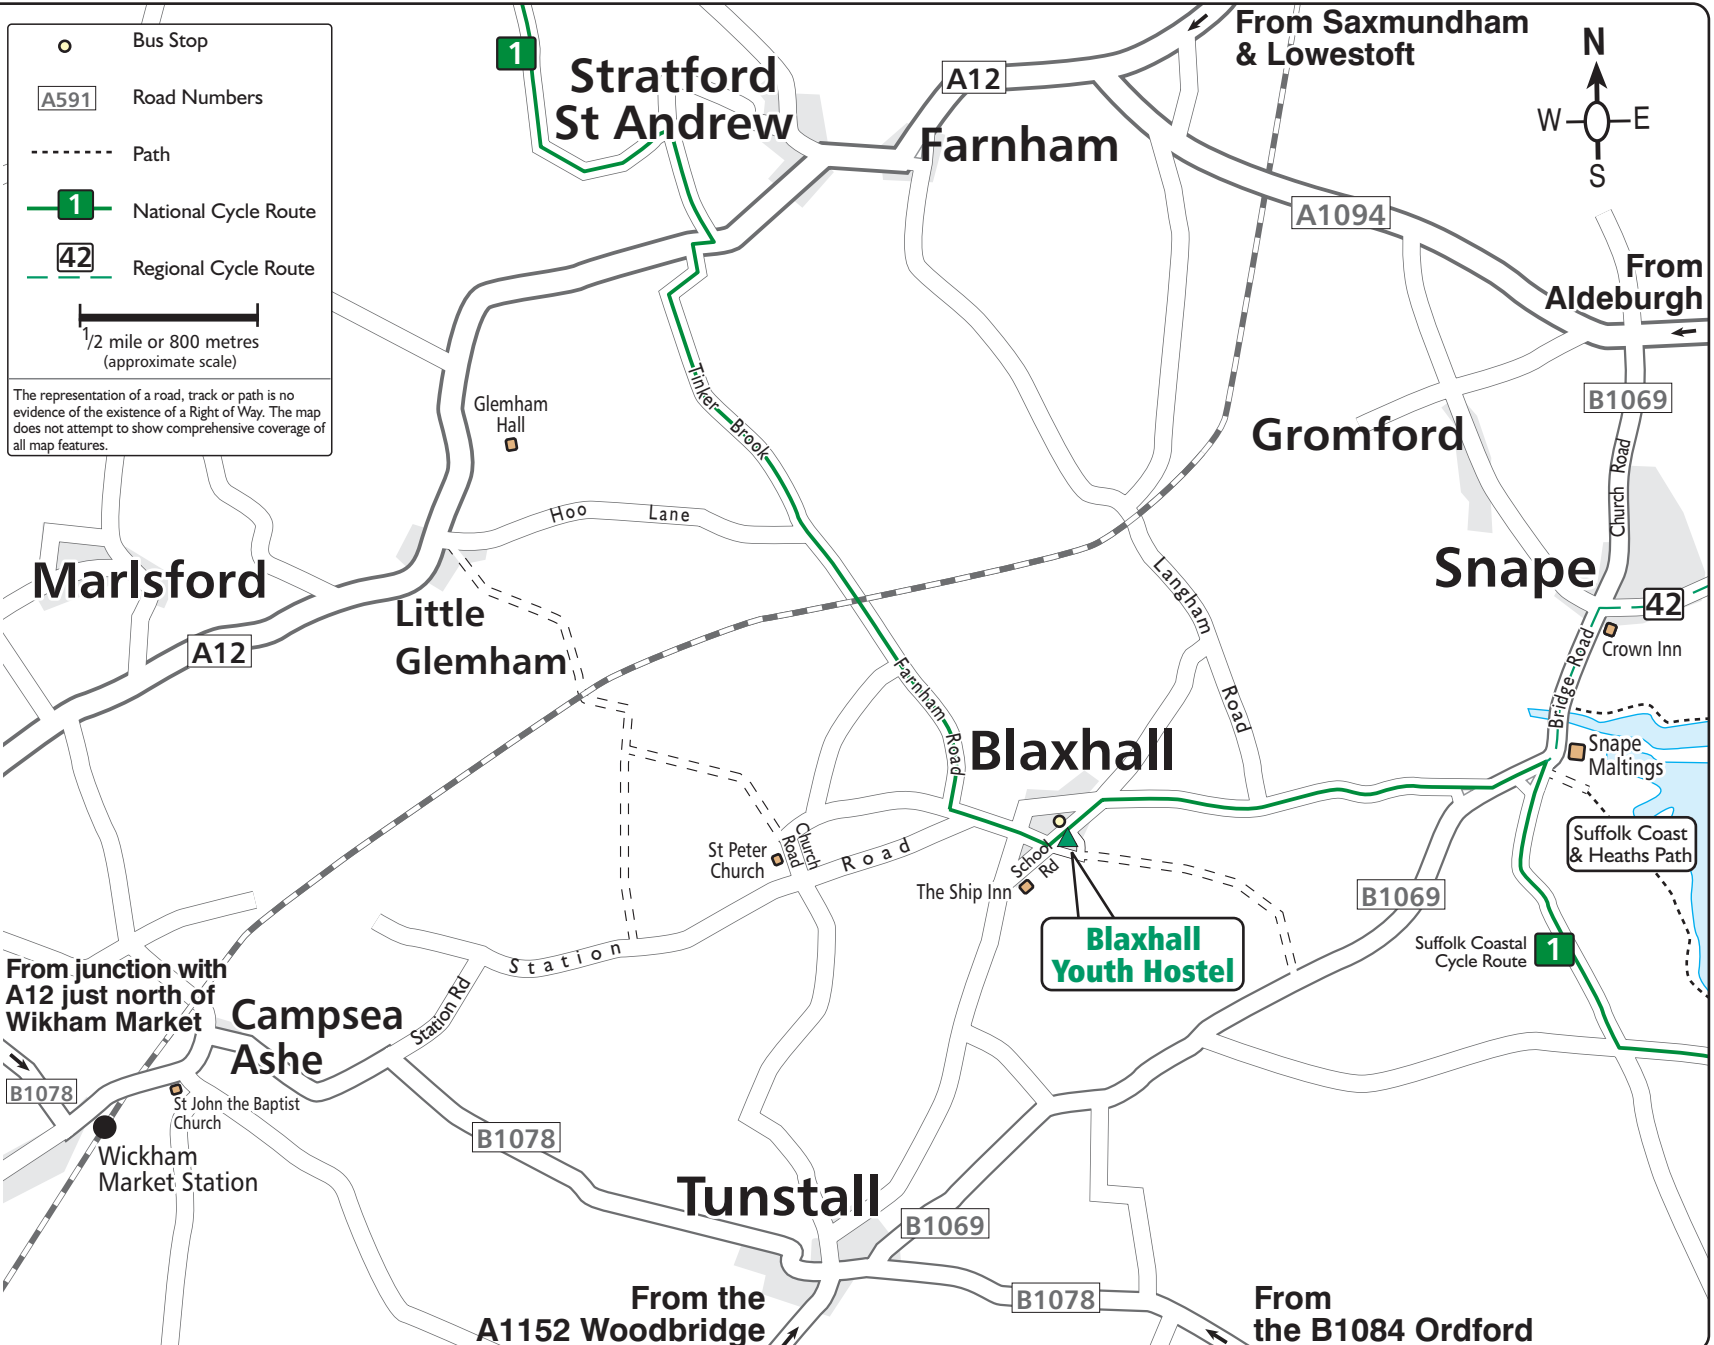 Bus Stop
A591
Road Numbers
Path
1
National Cycle Route
42
Regional Cycle Route
1/2 mile or 800 metres
(approximate scale)
The representation of a road, track or path is no
evidence of the existence of a Right of Way. The map
does not attempt to show comprehensive coverage of
all map features.
1
Stratford
St Andrew
A12
From Saxmundham
& Lowestoft
N
W
E
S
Farnham
A1094
From
Aldeburgh
B1069
Church Road
Gromford
Glemham
Hall
Tinker Brook
Hoo Lane
Marlsford
A12
Little
Glemham
Langham
Road
Snape
42
Crown Inn
Bridge Road
Snape
Maltings
Farnham
Road
Blaxhall
Suffolk Coast
& Heaths Path
St Peter
Church
Church
Road
Station Road
School
Rd
The Ship Inn
Blaxhall
Youth Hostel
B1069
Suffolk Coastal
Cycle Route
1
From junction with
A12 just north of
Wikham Market
Campsea
Ashe
Station Rd
B1078
St John the Baptist
Church
Wickham
Market Station
B1078
Tunstall
B1069
B1078
From the
A1152 Woodbridge
From
the B1084 Ordford